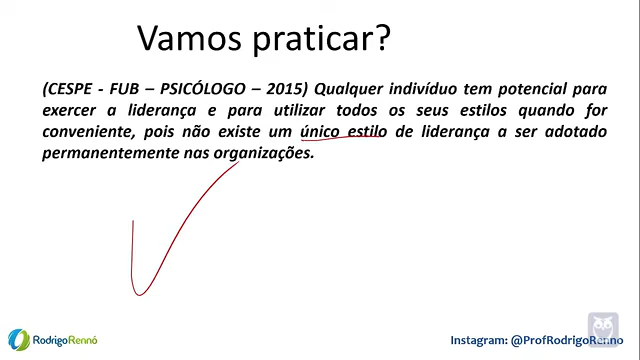 Vamos praticar?
(CESPE - FUB – PSICÓLOGO – 2015) Qualquer indivíduo tem potencial para
exercer a liderança e para utilizar todos os seus estilos quando for
conveniente, pois não existe um único estilo de liderança a ser adotado
permanentemente nas organizações.
RodrigoRennó
Instagram: @ProfRodrigoRenno